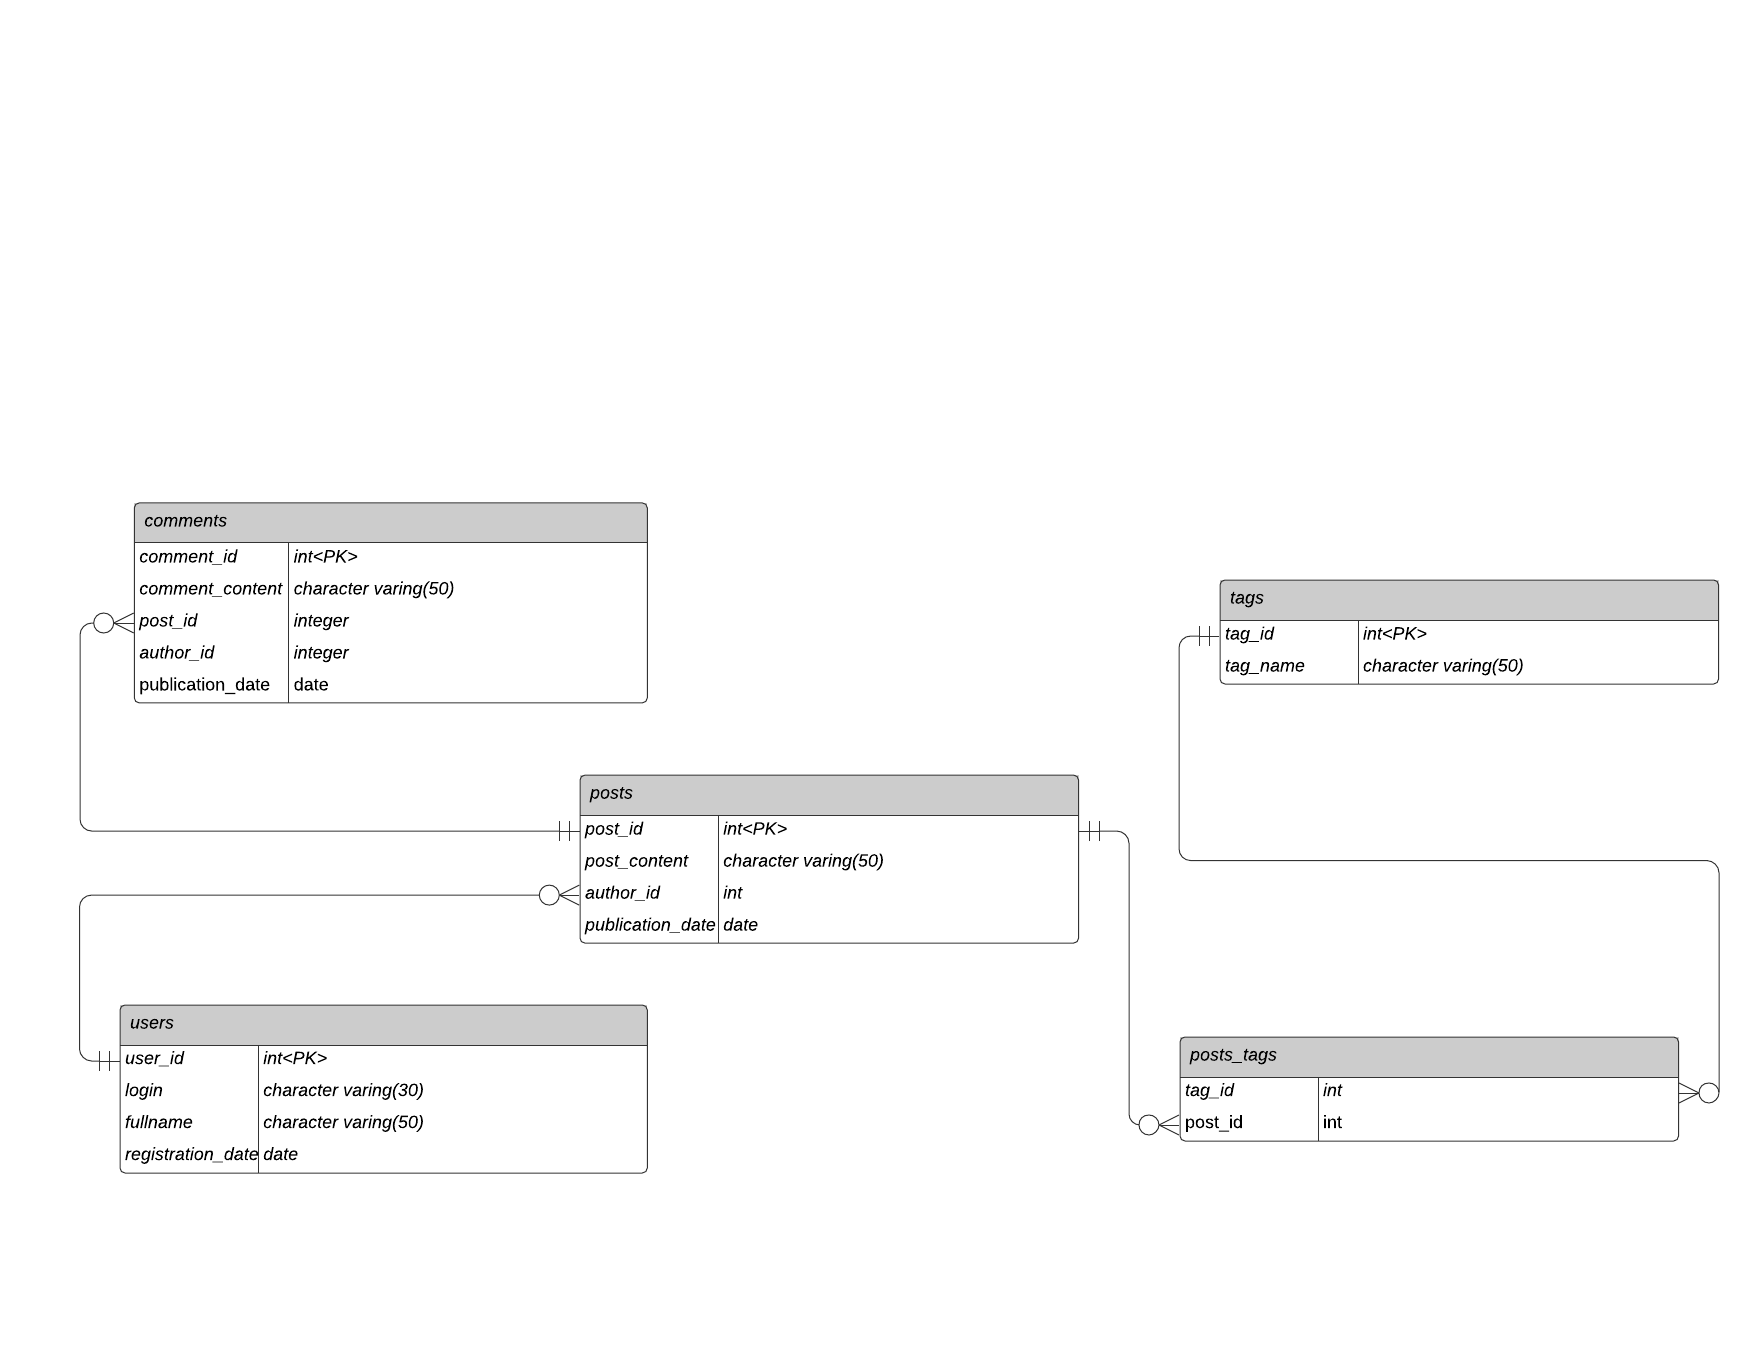 comments
comment_id int<PK>
comment_content character varing(50)
post_id integer
author_id integer
publication_date date
tags
tag_id int<PK>
tag_name character varing(50)
posts
post_id int<PK>
post_content character varing(50)
author_id int
publication_date date
users
user_id int<PK>
login character varing(30)
fullname character varing(50)
registration_date date
posts_tags
tag_id int
post_id int